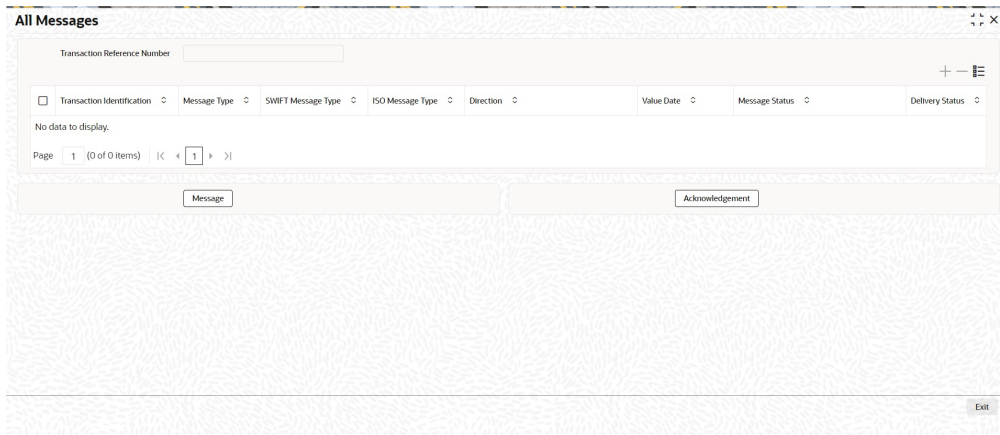 All Messages
Transaction Reference Number
Transaction Identification Message Type SWIFT Message Type ISO Message Type Direction Value Date Message Status Delivery Status
No data to display.
Page 1 (0 of 0 items) 1
Message Acknowledgement
Exit